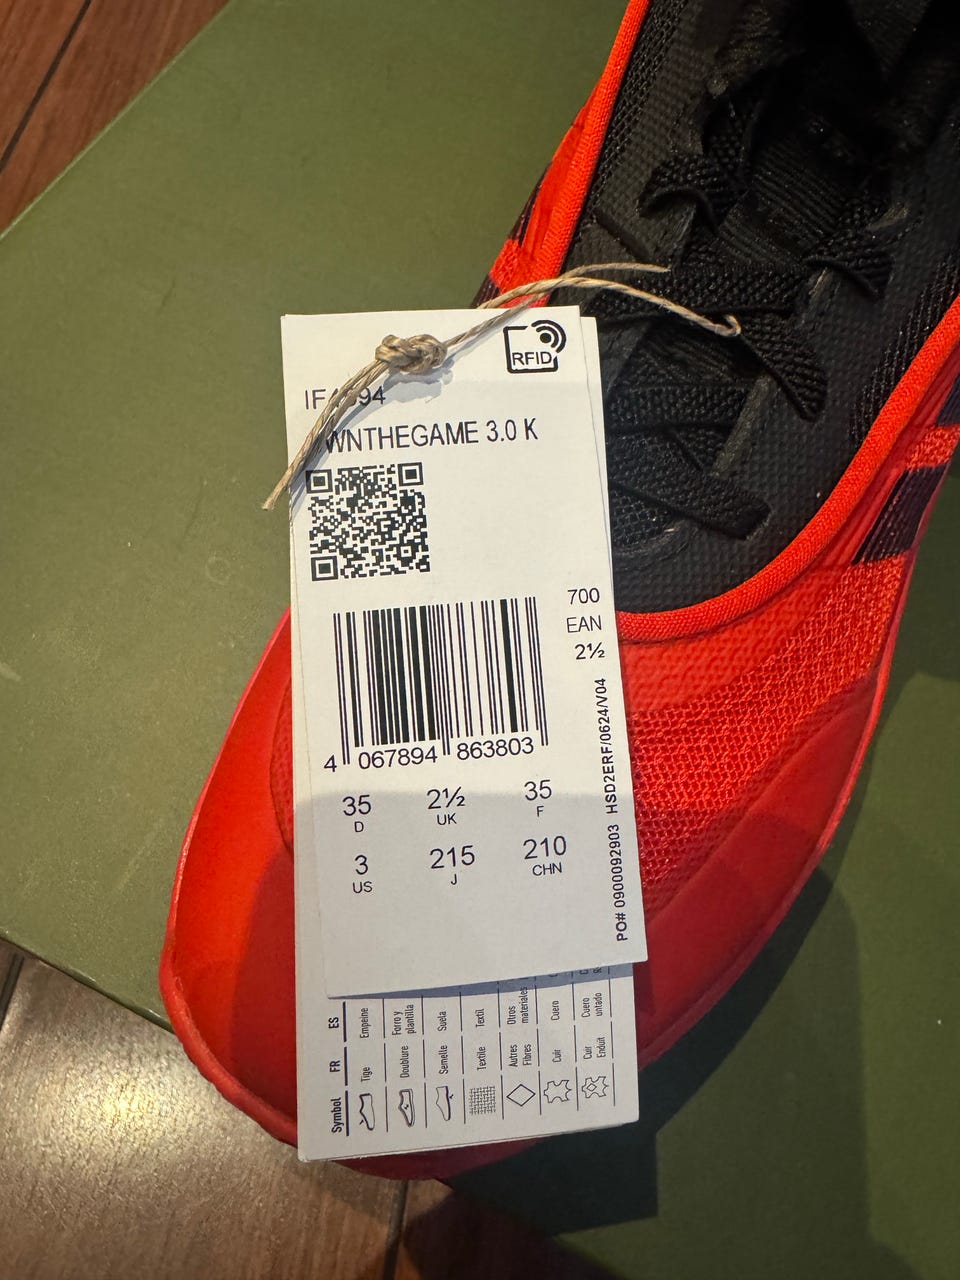 RFID
WNTHEGAME 3.0 K
700
EAN
2½
4 067894 863803
35 2½ 35
D UK F
3 215 210
US J CHN
PO# 0900092903 HSD2ERF/0624/V04
Symbol FR ES
Tige Empeine
Doublure Forro y plantilla
Semelle Suela
Textile Textil
Autres Fibres Otros materiales
Cuir Cuero
Cuir Enduit Cuero untado